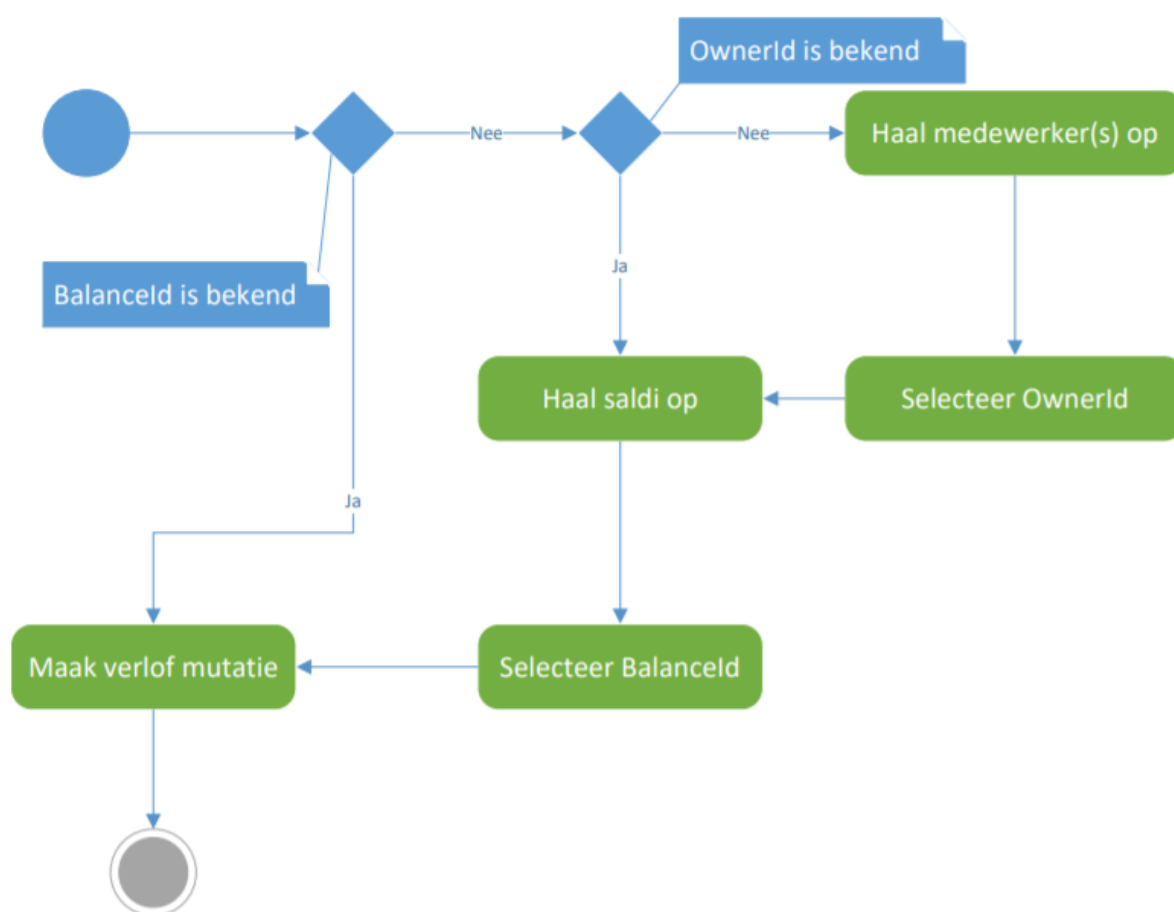 OwnerId is bekend
Nee
Nee
Haal medewerker(s) op
BalanceId is bekend
Ja
Haal saldi op
Selecteer OwnerId
Ja
Maak verlof mutatie
Selecteer BalanceId